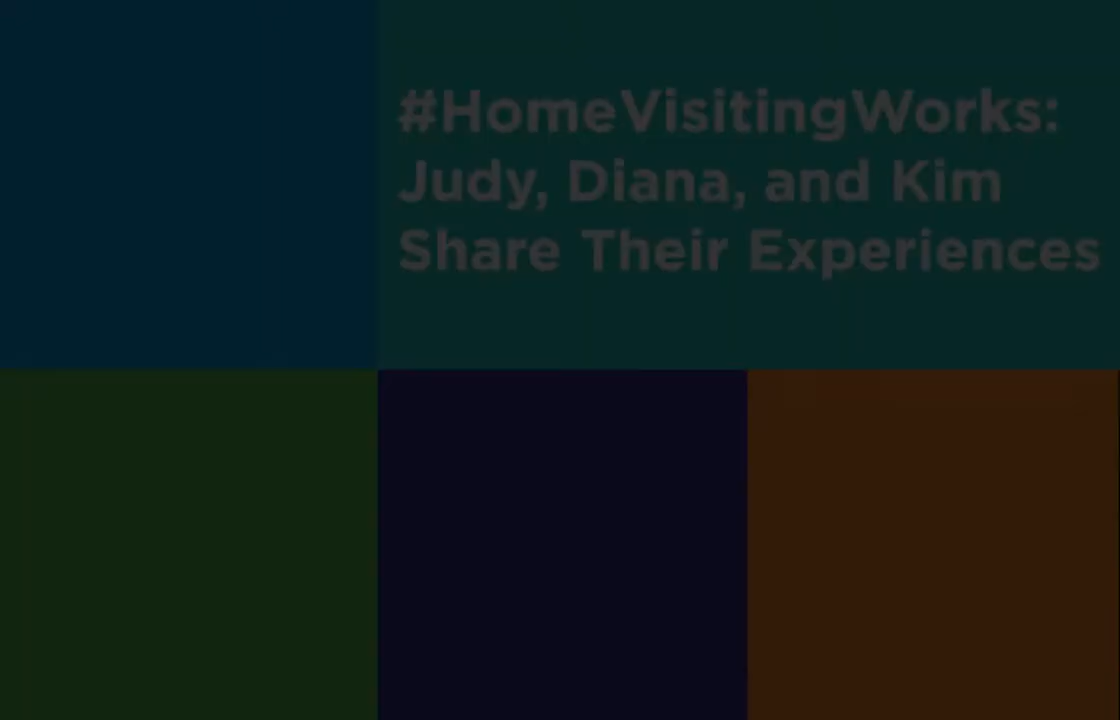 #HomeVisitingWorks:
Judy, Diana, and Kim
Share Their Experiences